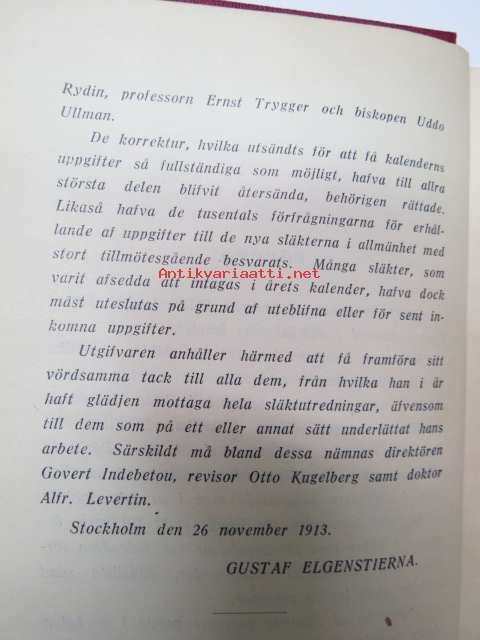 Rydin, professorn Ernst Trygger och biskopen Uddo
Ullman.
De korrektur, hvilka utsändts för att få kalenderns
uppgifter så fullständiga som möjligt, hafva till allra
största delen blifvit återsända, behörigen rättade.
Likaså hafva de tusentals förfrågningarna för erhål-
lande af uppgifter till de nya släkterna i allmänhet med
stort tillmötesgående besvarats. Många släkter, som
Antikvariaatti.net
varit afsedda att intagas i årets kalender, hafva dock
måst uteslutas på grund af uteblifna eller för sent in-
komna uppgifter.
Utgifvaren anhåller härmed att få framföra sitt
vördsamma tack till alla dem, från hvilka han i år
haft glädjen mottaga hela släktutredningar, äfvensom
till dem som på ett eller annat sätt underlättat hans
arbete. Särskildt må bland dessa nämnas direktören
Govert Indebetou, revisor Otto Kugelberg samt doktor
Alfr. Levertin.
Stockholm den 26 november 1913.
GUSTAF ELGENSTIERNA.